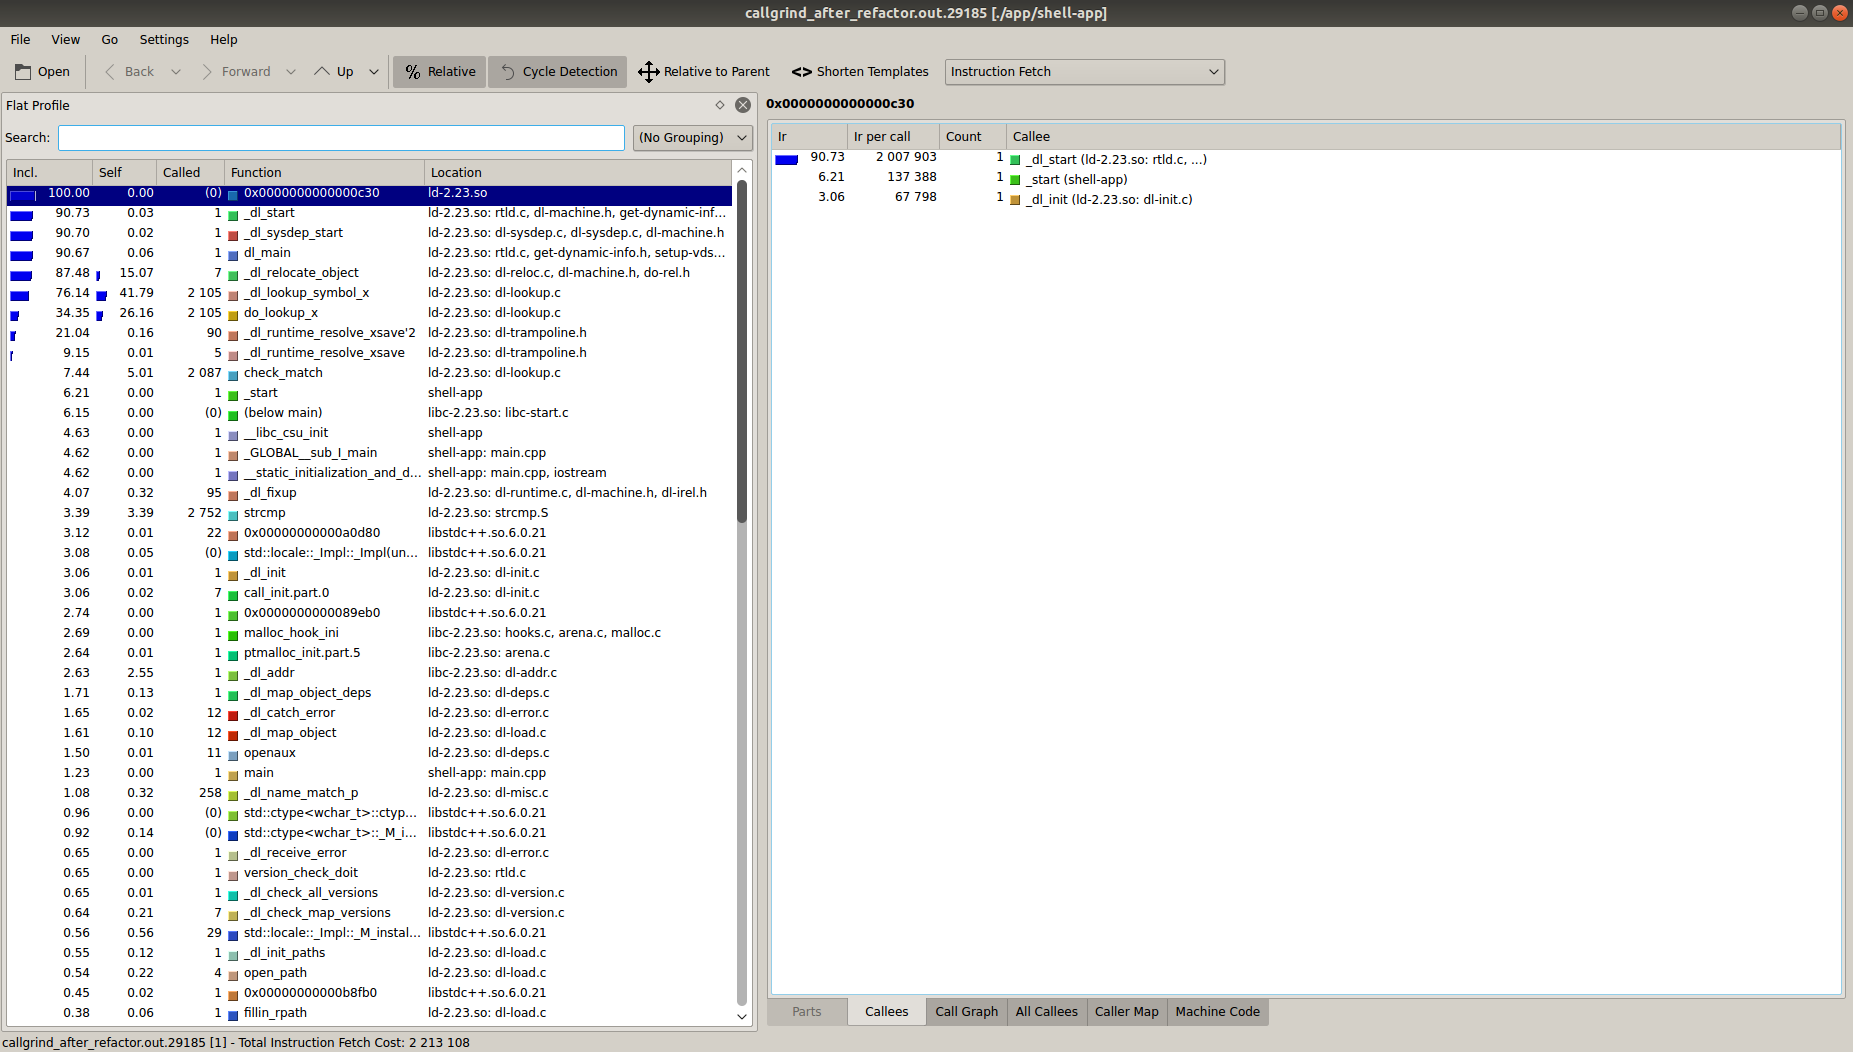 callgrind_after_refactor.out.29185 [./app/shell-app]
File View Go Settings Help
Open Back Forward Up % Relative Cycle Detection Relative to Parent <> Shorten Templates Instruction Fetch
Flat Profile
Search: (No Grouping)
Incl. Self Called Function Location
100.00 0.00 (0) 0x0000000000000c30 ld-2.23.so
90.73 0.03 1 _dl_start ld-2.23.so: rtld.c, dl-machine.h, get-dynamic-inf...
90.70 0.02 1 _dl_sysdep_start ld-2.23.so: dl-sysdep.c, dl-sysdep.c, dl-machine.h
90.67 0.06 1 dl_main ld-2.23.so: rtld.c, get-dynamic-info.h, setup-vds...
87.48 15.07 7 _dl_relocate_object ld-2.23.so: dl-reloc.c, dl-machine.h, do-rel.h
76.14 41.79 2 105 _dl_lookup_symbol_x ld-2.23.so: dl-lookup.c
34.35 26.16 2 105 do_lookup_x ld-2.23.so: dl-lookup.c
21.04 0.16 90 _dl_runtime_resolve_xsave'2 ld-2.23.so: dl-trampoline.h
9.15 0.01 5 _dl_runtime_resolve_xsave ld-2.23.so: dl-trampoline.h
7.44 5.01 2 087 check_match ld-2.23.so: dl-lookup.c
6.21 0.00 1 _start shell-app
6.15 0.00 (0) (below main) libc-2.23.so: libc-start.c
4.63 0.00 1 __libc_csu_init shell-app
4.62 0.00 1 _GLOBAL__sub_I_main shell-app: main.cpp
4.62 0.00 1 __static_initialization_and_d... shell-app: main.cpp, iostream
4.07 0.32 95 _dl_fixup ld-2.23.so: dl-runtime.c, dl-machine.h, dl-irel.h
3.39 3.39 2 752 strcmp ld-2.23.so: strcmp.S
3.12 0.01 22 0x00000000000a0d80 libstdc++.so.6.0.21
3.08 0.05 (0) std::locale::_Impl::_Impl(un... libstdc++.so.6.0.21
3.06 0.01 1 _dl_init ld-2.23.so: dl-init.c
3.06 0.02 7 call_init.part.0 ld-2.23.so: dl-init.c
2.74 0.00 1 0x0000000000089eb0 libstdc++.so.6.0.21
2.69 0.00 1 malloc_hook_ini libc-2.23.so: hooks.c, arena.c, malloc.c
2.64 0.01 1 ptmalloc_init.part.5 libc-2.23.so: arena.c
2.63 2.55 1 _dl_addr libc-2.23.so: dl-addr.c
1.71 0.13 1 _dl_map_object_deps ld-2.23.so: dl-deps.c
1.65 0.02 12 _dl_catch_error ld-2.23.so: dl-error.c
1.61 0.10 12 _dl_map_object ld-2.23.so: dl-load.c
1.50 0.01 11 openaux ld-2.23.so: dl-deps.c
1.23 0.00 1 main shell-app: main.cpp
1.08 0.32 258 _dl_name_match_p ld-2.23.so: dl-misc.c
0.96 0.00 (0) std::ctype<wchar_t>::ctyp... libstdc++.so.6.0.21
0.92 0.14 (0) std::ctype<wchar_t>::_M_i... libstdc++.so.6.0.21
0.65 0.00 1 _dl_receive_error ld-2.23.so: dl-error.c
0.65 0.00 1 version_check_doit ld-2.23.so: rtld.c
0.65 0.01 1 _dl_check_all_versions ld-2.23.so: dl-version.c
0.64 0.21 7 _dl_check_map_versions ld-2.23.so: dl-version.c
0.56 0.56 29 std::locale::_Impl::_M_instal... libstdc++.so.6.0.21
0.55 0.12 1 _dl_init_paths ld-2.23.so: dl-load.c
0.54 0.22 4 open_path ld-2.23.so: dl-load.c
0.45 0.02 1 0x00000000000b8fb0 libstdc++.so.6.0.21
0.38 0.06 1 fillin_rpath ld-2.23.so: dl-load.c
0x0000000000000c30
Ir Ir per call Count Callee
90.73 2 007 903 1 _dl_start (ld-2.23.so: rtld.c, ...)
6.21 137 388 1 _start (shell-app)
3.06 67 798 1 _dl_init (ld-2.23.so: dl-init.c)
Parts Callees Call Graph All Callees Caller Map Machine Code
callgrind_after_refactor.out.29185 [1] - Total Instruction Fetch Cost: 2 213 108